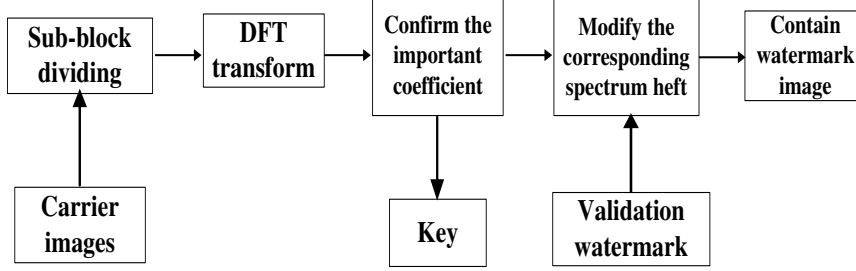 Sub-block
dividing
DFT
transform
Confirm the
important
coefficient
Modify the
corresponding
spectrum heft
Contain
watermark
image
Carrier
images
Key
Validation
watermark